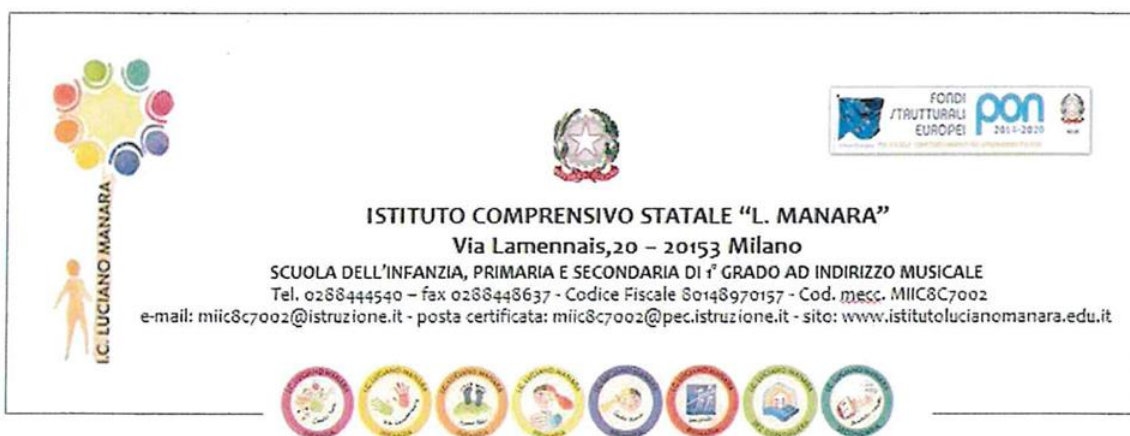 I.C. LUCIANO MANARA
FONDI
STRUTTURALI
EUROPEI
pon
2014-2020
ISTITUTO COMPRENSIVO STATALE “L. MANARA”
Via Lamennais,20 – 20153 Milano
SCUOLA DELL’INFANZIA, PRIMARIA E SECONDARIA DI 1° GRADO AD INDIRIZZO MUSICALE
Tel. 0288444540 – fax 0288448637 - Codice Fiscale 80148970157 - Cod. mecc. MIIC8C7002
e-mail: miic8c7002@istruzione.it - posta certificata: miic8c7002@pec.istruzione.it - sito: www.istitutolucianomanara.edu.it